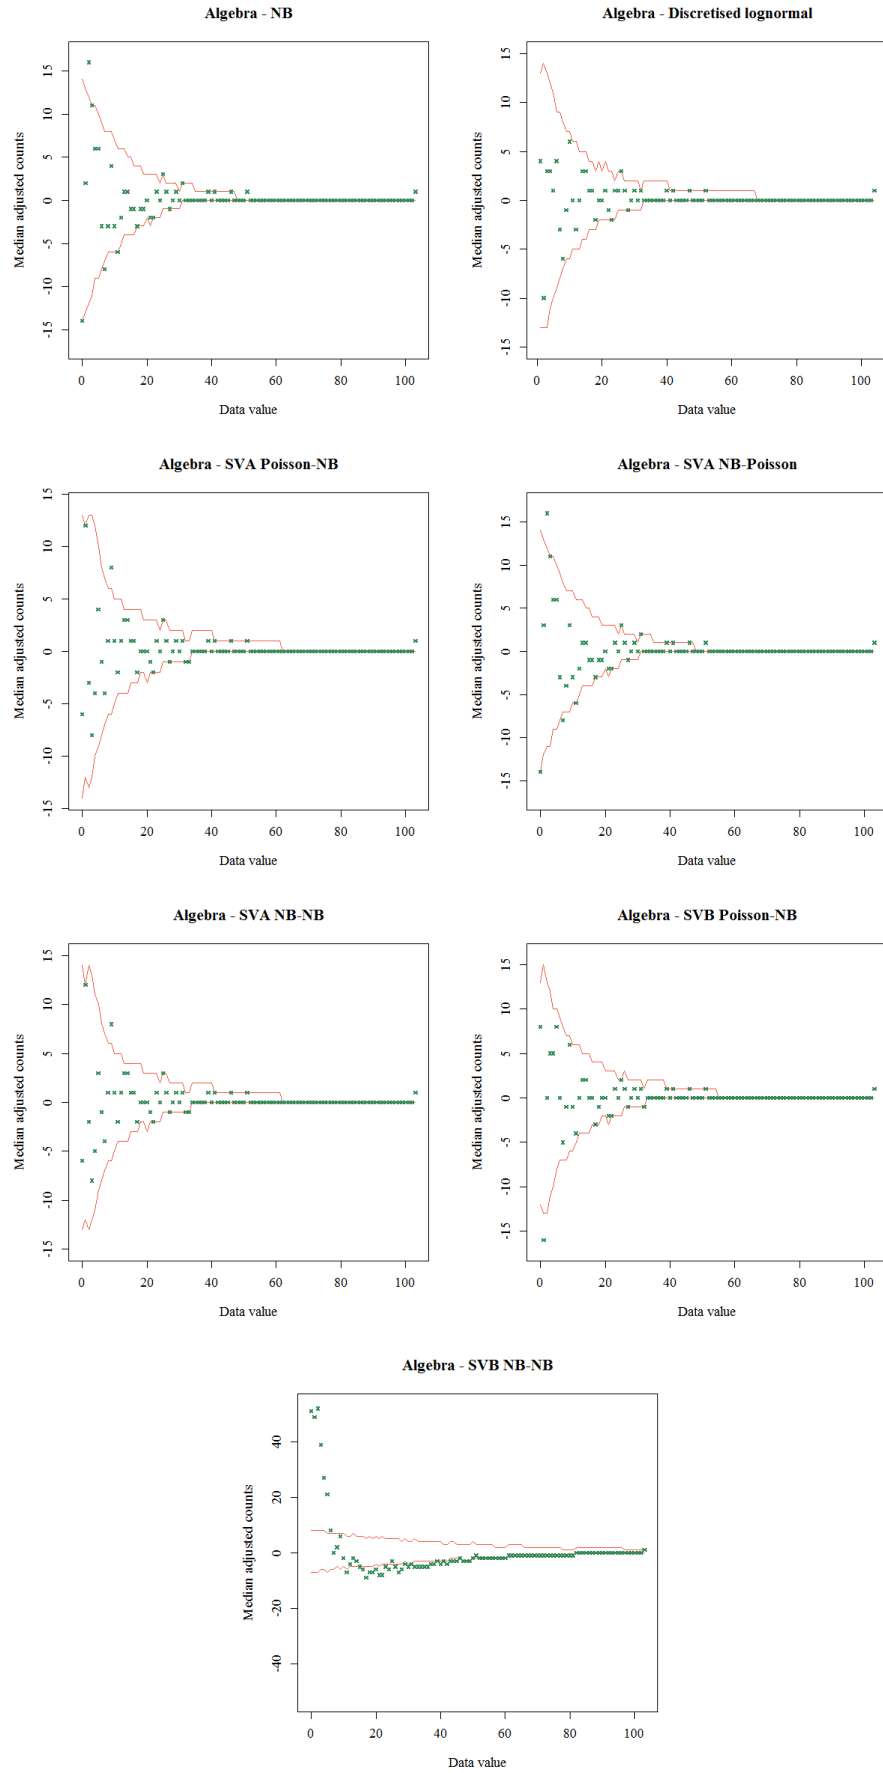 Algebra - NB
Median adjusted counts
15
10
5
0
-5
-10
-15
0 20 40 60 80 100
Data value
Algebra - Discretised lognormal
Median adjusted counts
15
10
5
0
-5
-10
-15
0 20 40 60 80 100
Data value
Algebra - SVA Poisson-NB
Median adjusted counts
15
10
5
0
-5
-10
-15
0 20 40 60 80 100
Data value
Algebra - SVA NB-Poisson
Median adjusted counts
15
10
5
0
-5
-10
-15
0 20 40 60 80 100
Data value
Algebra - SVA NB-NB
Median adjusted counts
15
10
5
0
-5
-10
-15
0 20 40 60 80 100
Data value
Algebra - SVB Poisson-NB
Median adjusted counts
15
10
5
0
-5
-10
-15
0 20 40 60 80 100
Data value
Algebra - SVB NB-NB
Median adjusted counts
40
20
0
-20
-40
0 20 40 60 80 100
Data value